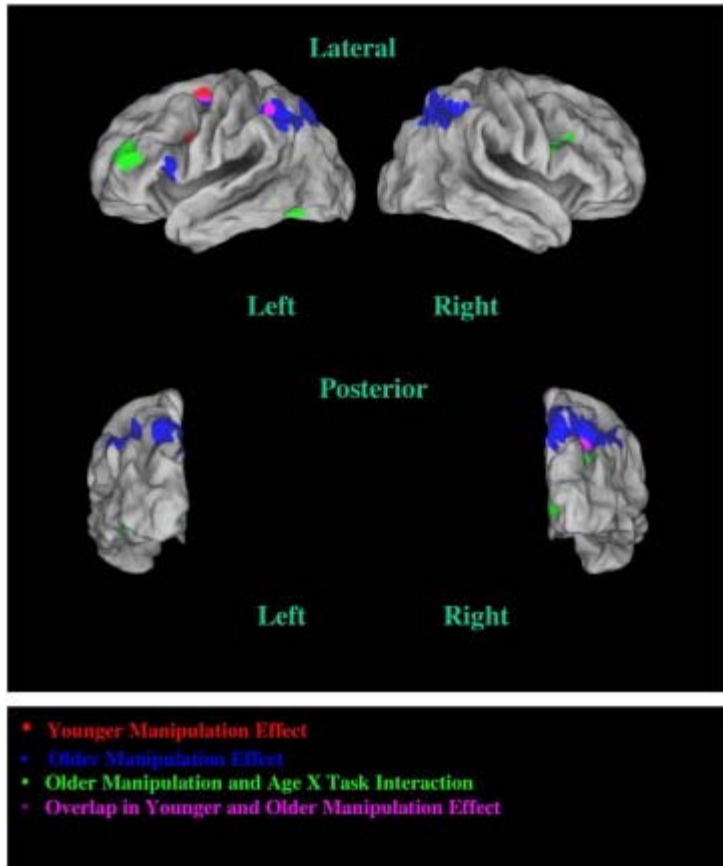 Lateral
Left Right
Posterior
Left Right
Younger Manipulation Effect
Older Manipulation Effect
Older Manipulation and Age X Task Interaction
Overlap in Younger and Older Manipulation Effect